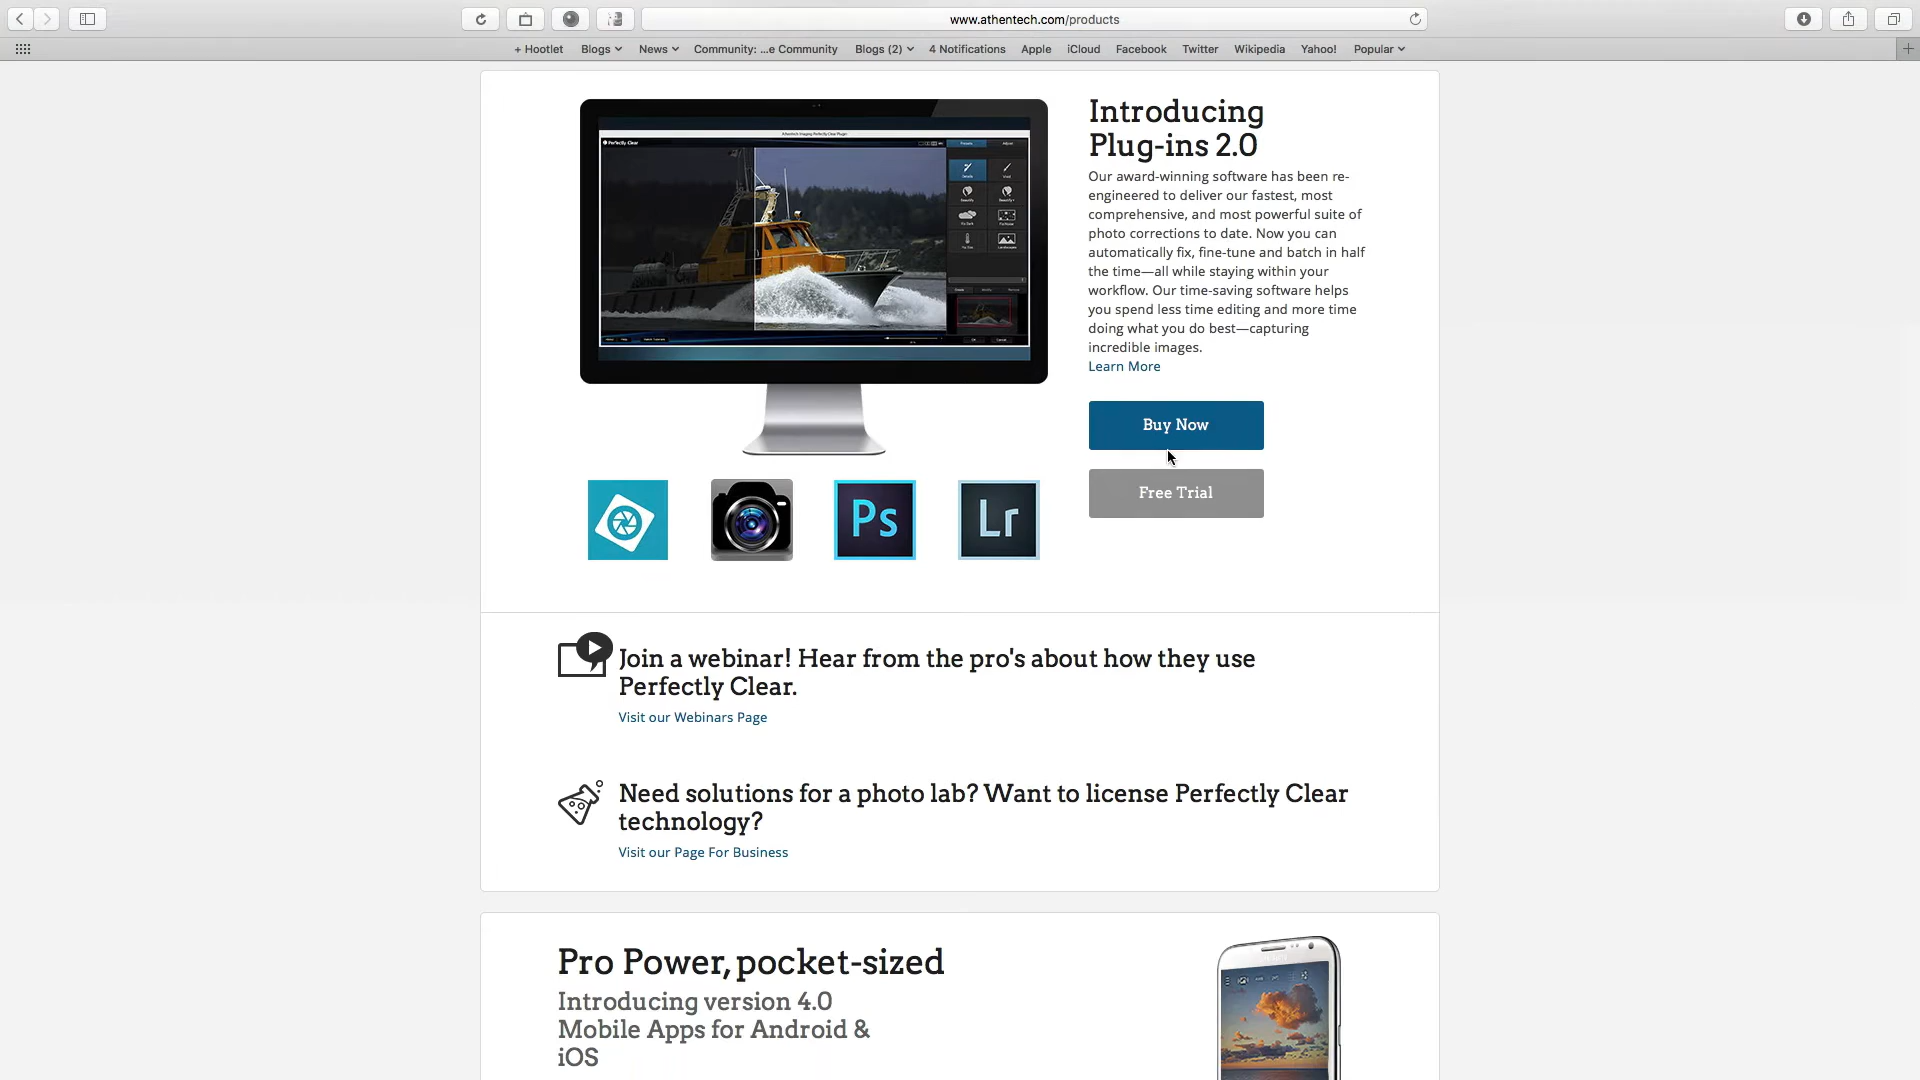 www.athentech.com/products
+ Hootlet Blogs News Community: ...e Community Blogs (2) 4 Notifications Apple iCloud Facebook Twitter Wikipedia Yahoo! Popular
Perfectly Clear
Introducing
Plug-ins 2.0
Our award-winning software has been re-
engineered to deliver our fastest, most
comprehensive, and most powerful suite of
photo corrections to date. Now you can
automatically fix, fine-tune and batch in half
the time—all while staying within your
workflow. Our time-saving software helps
you spend less time editing and more time
doing what you do best—capturing
incredible images.
Learn More
Buy Now
Free Trial
Ps
Lr
Join a webinar! Hear from the pro's about how they use
Perfectly Clear.
Visit our Webinars Page
Need solutions for a photo lab? Want to license Perfectly Clear
technology?
Visit our Page For Business
Pro Power, pocket-sized
Introducing version 4.0
Mobile Apps for Android &
iOS